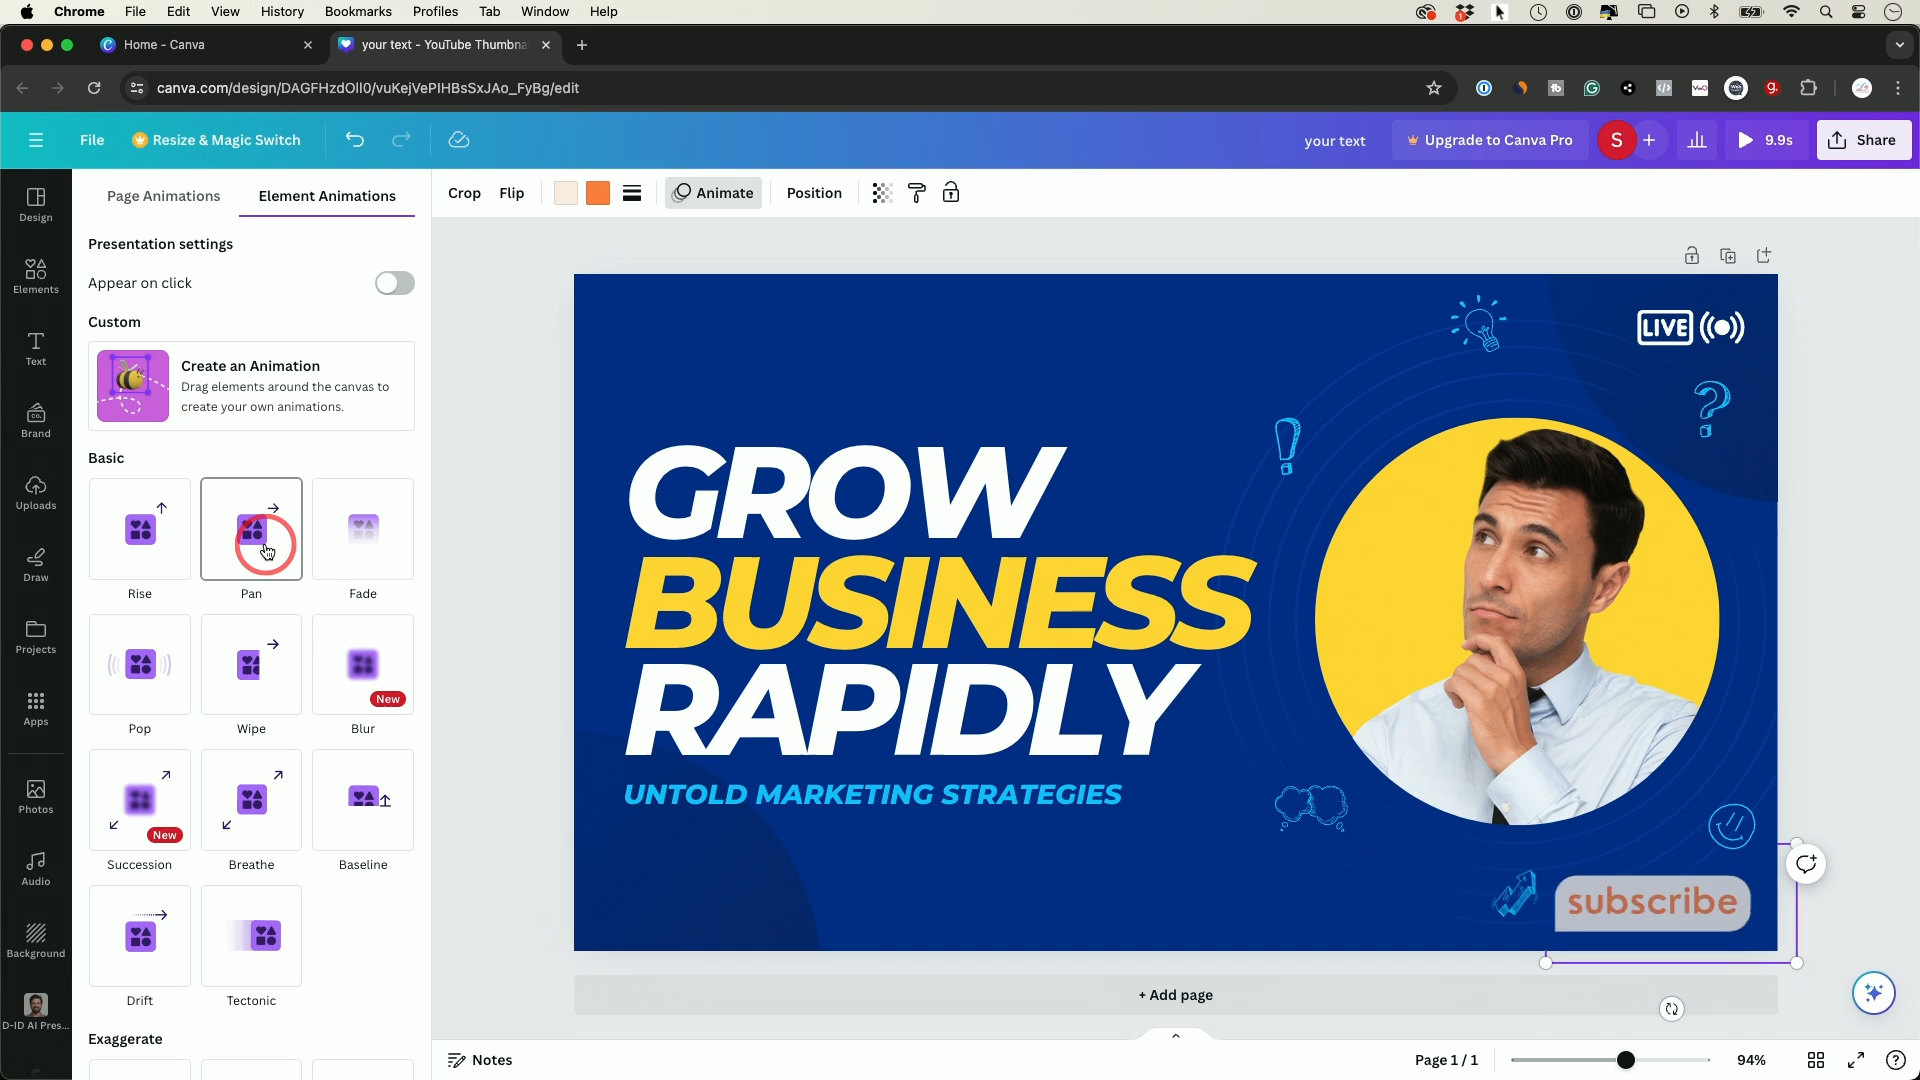 Chrome File Edit View History Bookmarks Profiles Tab Window Help
Home - Canva
your text - YouTube Thumbna
canva.com/design/DAGFHzdOlI0/vuKejVePIHBsSxJAo_FyBg/edit
File Resize & Magic Switch your text Upgrade to Canva Pro S 9.9s Share
Page Animations Element Animations Crop Flip Animate Position
Design
Elements
Text
Brand
Uploads
Draw
Projects
Apps
Photos
Audio
Background
D-ID AI Pres...
Presentation settings
Appear on click
Custom
Create an Animation
Drag elements around the canvas to
create your own animations.
Basic
Rise Pan Fade
Pop Wipe Blur
New
Succession Breathe Baseline
New
Drift Tectonic
Exaggerate
LIVE
GROW
BUSINESS
RAPIDLY
UNTOLD MARKETING STRATEGIES
subscribe
+ Add page
Notes Page 1 / 1 94%